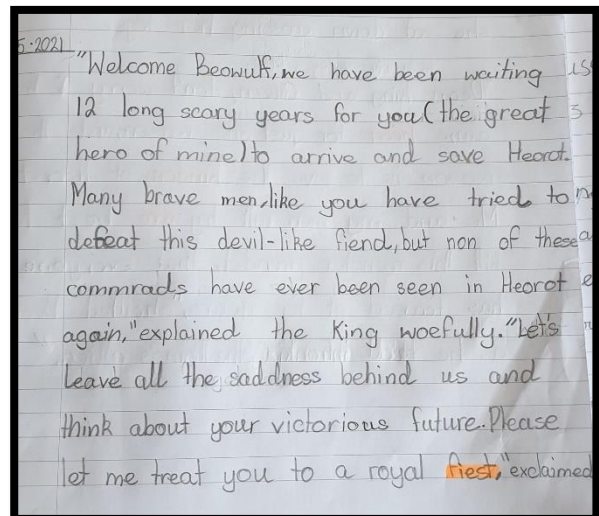 5.2021
"Welcome Beowulf, we have been waiting
12 long scary years for you (the great
hero of mine) to arrive and save Heorot.
Many brave men, like you have tried to
defeat this devil-like fiend, but non of these
commrads have ever been seen in Heorot
again," explained the King woefully. "Let's
Leave all the saddness behind us and
think about your victorious future. Please
let me treat you to a royal fiest," exclaimed